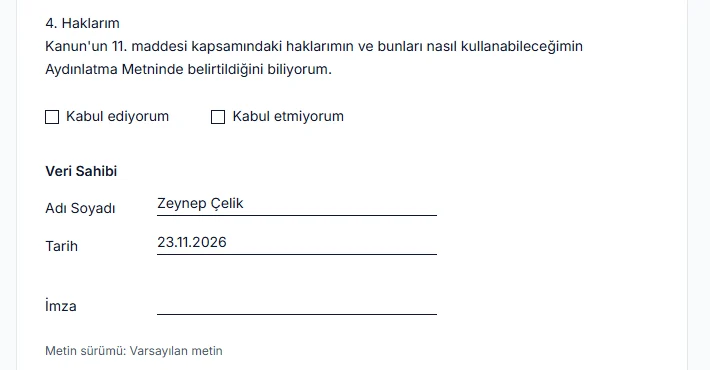 4. Haklarım
Kanun'un 11. maddesi kapsamındaki haklarımın ve bunları nasıl kullanabileceğimin
Aydınlatma Metninde belirtildiğini biliyorum.
Kabul ediyorum Kabul etmiyorum
Veri Sahibi
Adı Soyadı Zeynep Çelik
Tarih 23.11.2026
İmza
Metin sürümü: Varsayılan metin